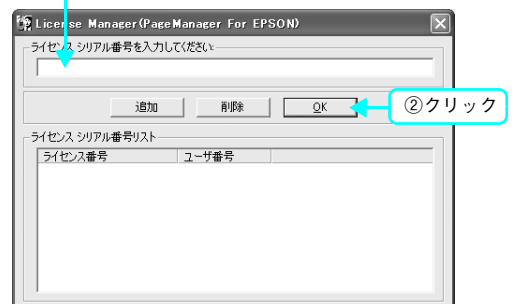 License Manager(PageManager For EPSON)
ライセンス シリアル番号を入力してください:
追加 削除 OK
②クリック
ライセンス シリアル番号リスト
ライセンス番号 ユーザ番号